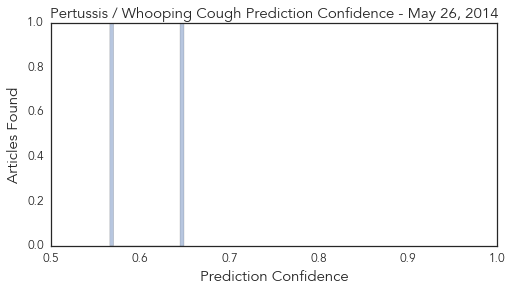 Pertussis / Whooping Cough Prediction Confidence - May 26, 2014
1.0
0.8
0.6
0.4
0.2
0.0
Articles Found
0.5 0.6 0.7 0.8 0.9 1.0
Prediction Confidence